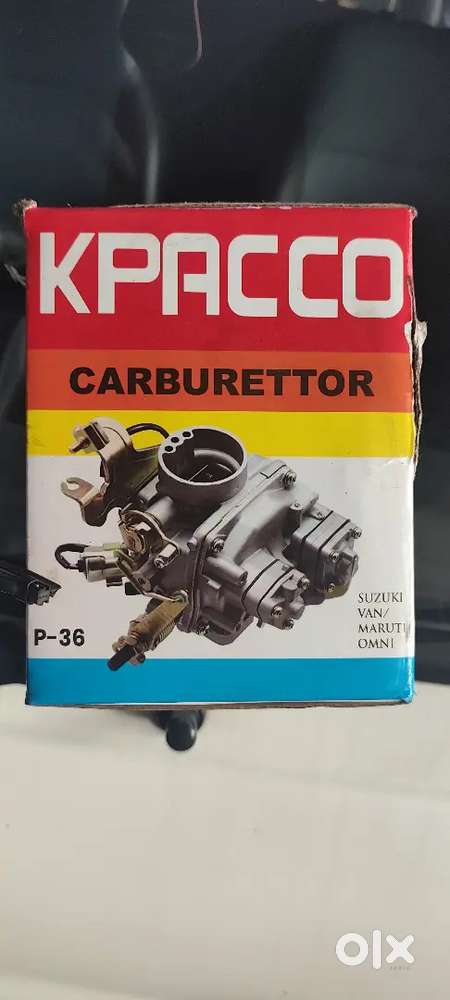 KPACCO
CARBURETTOR
P-36
SUZUKI
VAN/
MARUTI
OMNI
olx